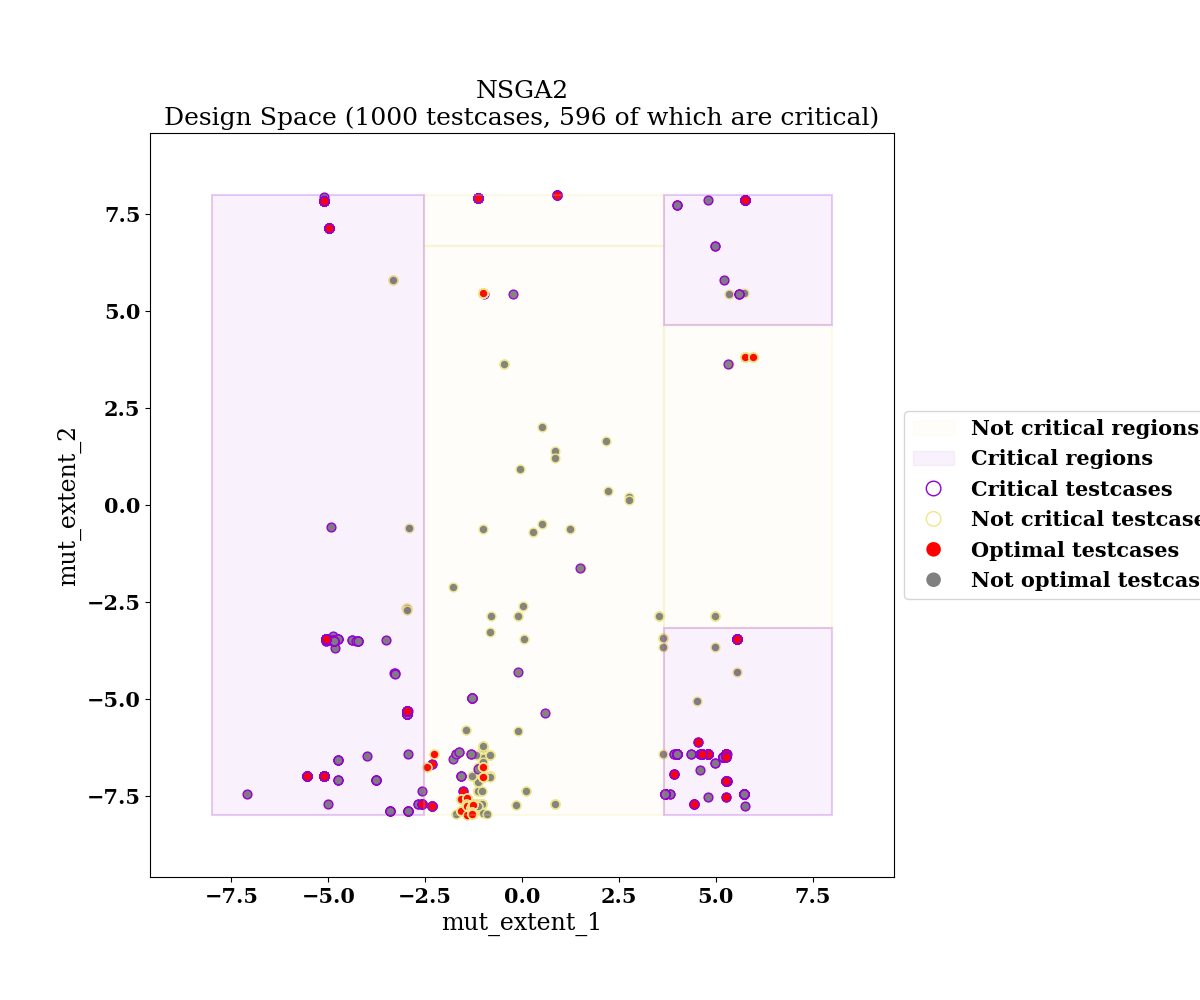 NSGA2
Design Space (1000 testcases, 596 of which are critical)
7.5
5.0
2.5
0.0
−2.5
−5.0
−7.5
mut_extent_2
−7.5
−5.0
−2.5
0.0
2.5
5.0
7.5
mut_extent_1
Not critical regions
Critical regions
Critical testcases
Not critical testcase
Optimal testcases
Not optimal testcas